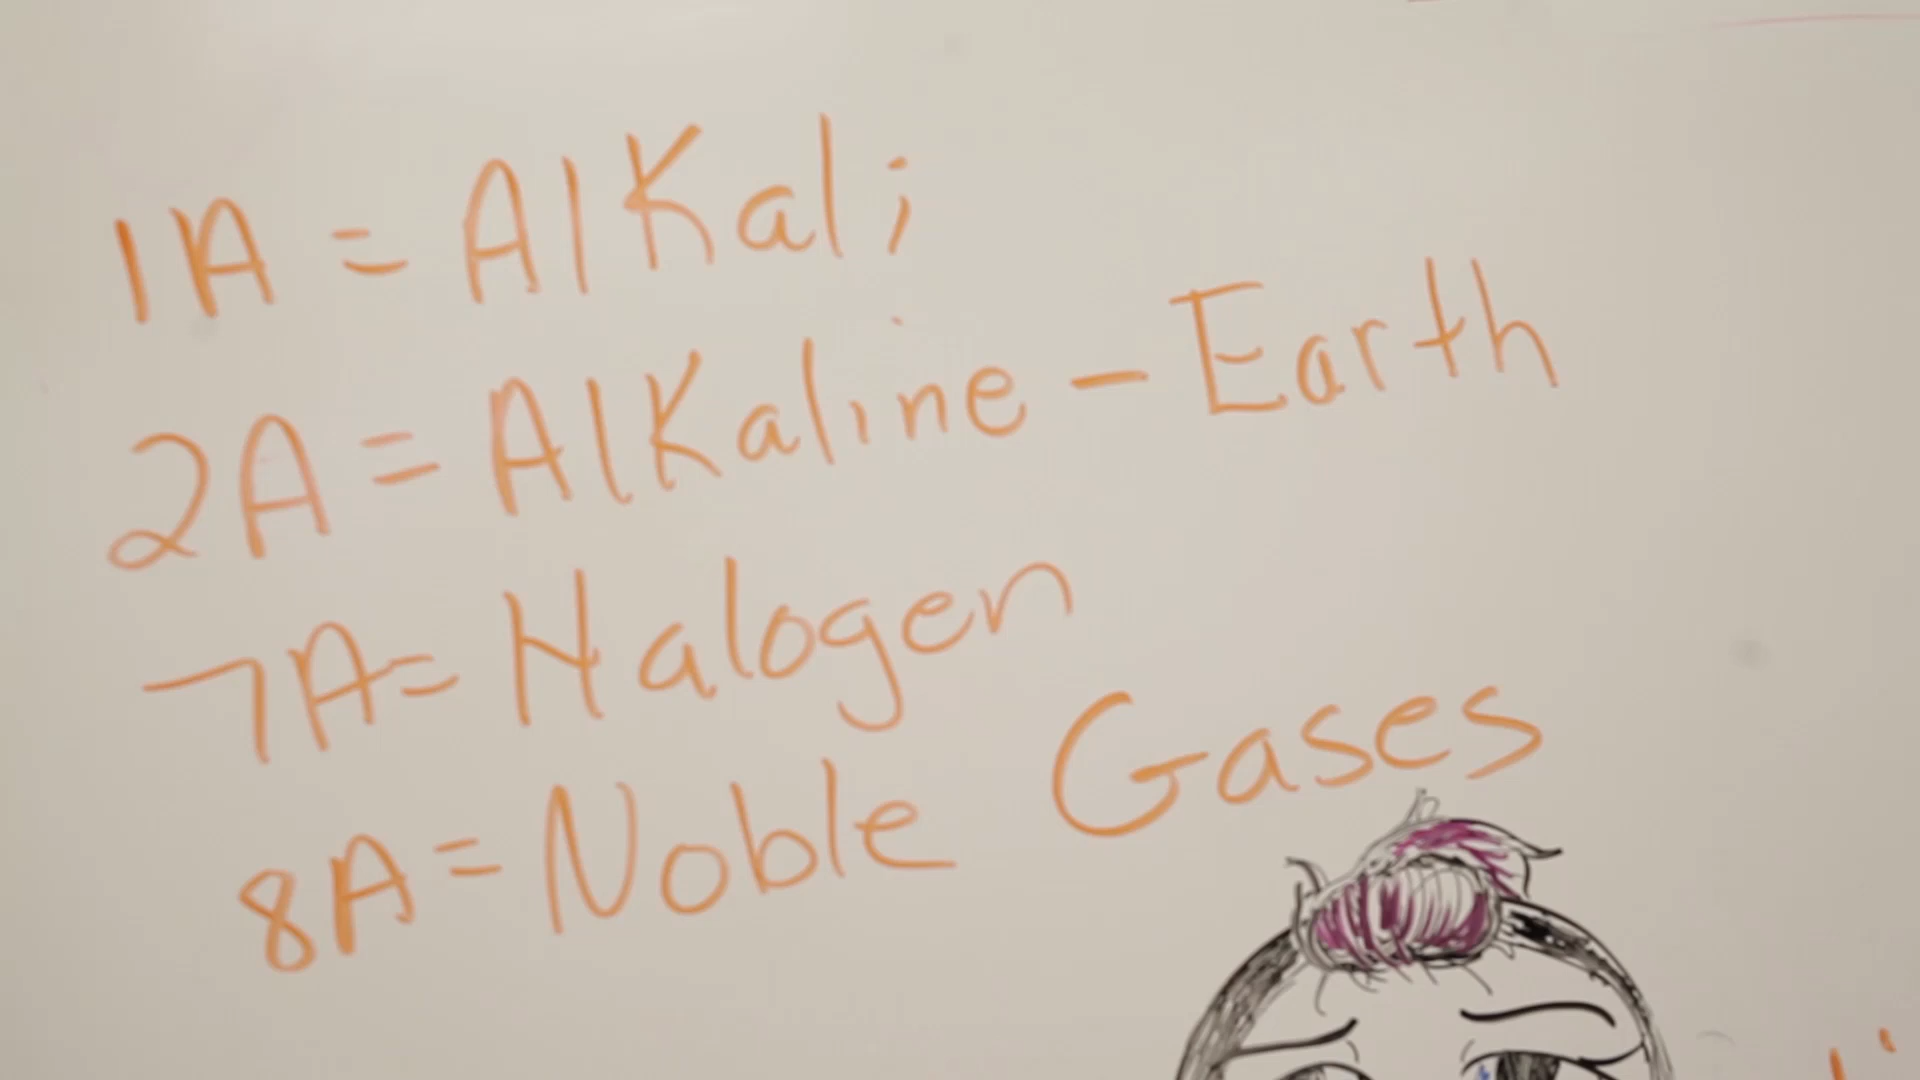 1A = AlKali
2A = AlKaline - Earth
7A = Halogen
8A = Noble Gases